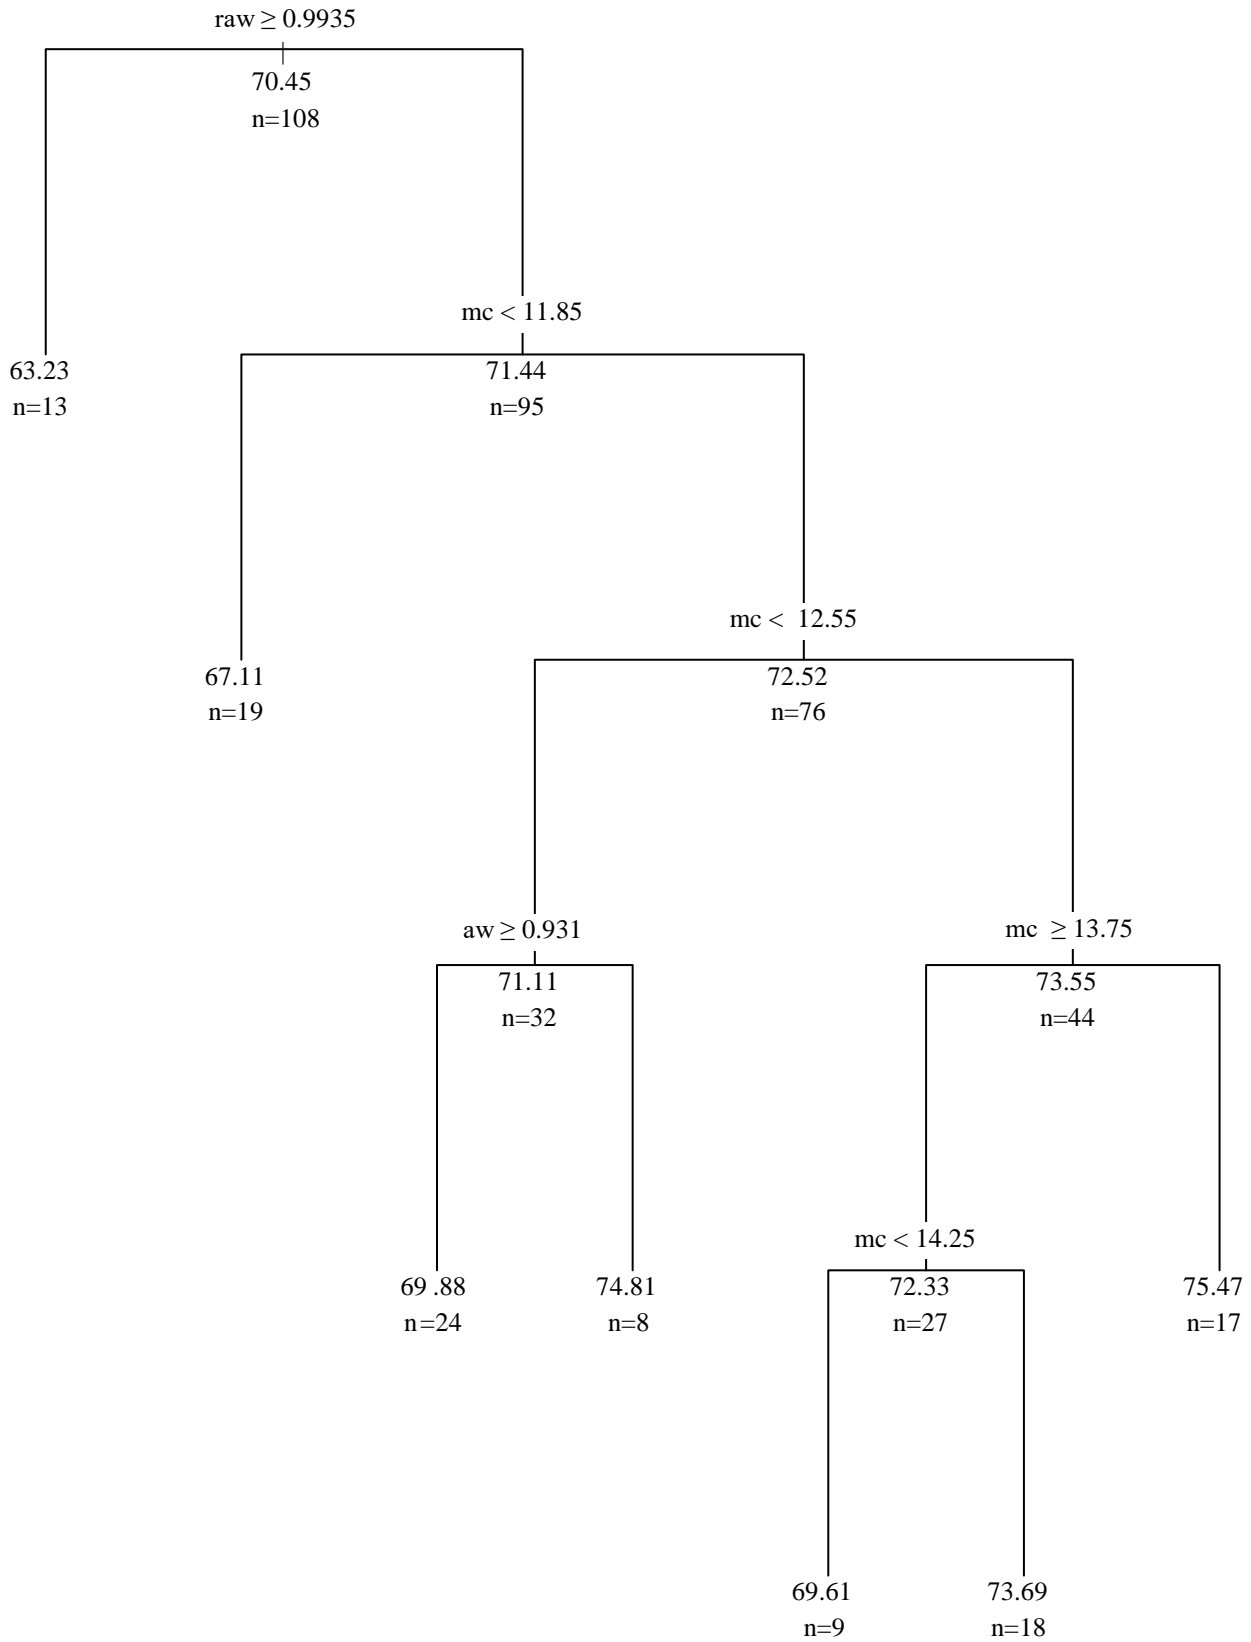 raw ≥ 0.9935
70.45
n=108
mc < 11.85
63.23
n=13
71.44
n=95
mc < 12.55
67.11
n=19
72.52
n=76
aw ≥ 0.931
mc ≥ 13.75
71.11
n=32
73.55
n=44
mc < 14.25
69 .88
n=24
74.81
n=8
72.33
n=27
75.47
n=17
69.61
n=9
73.69
n=18